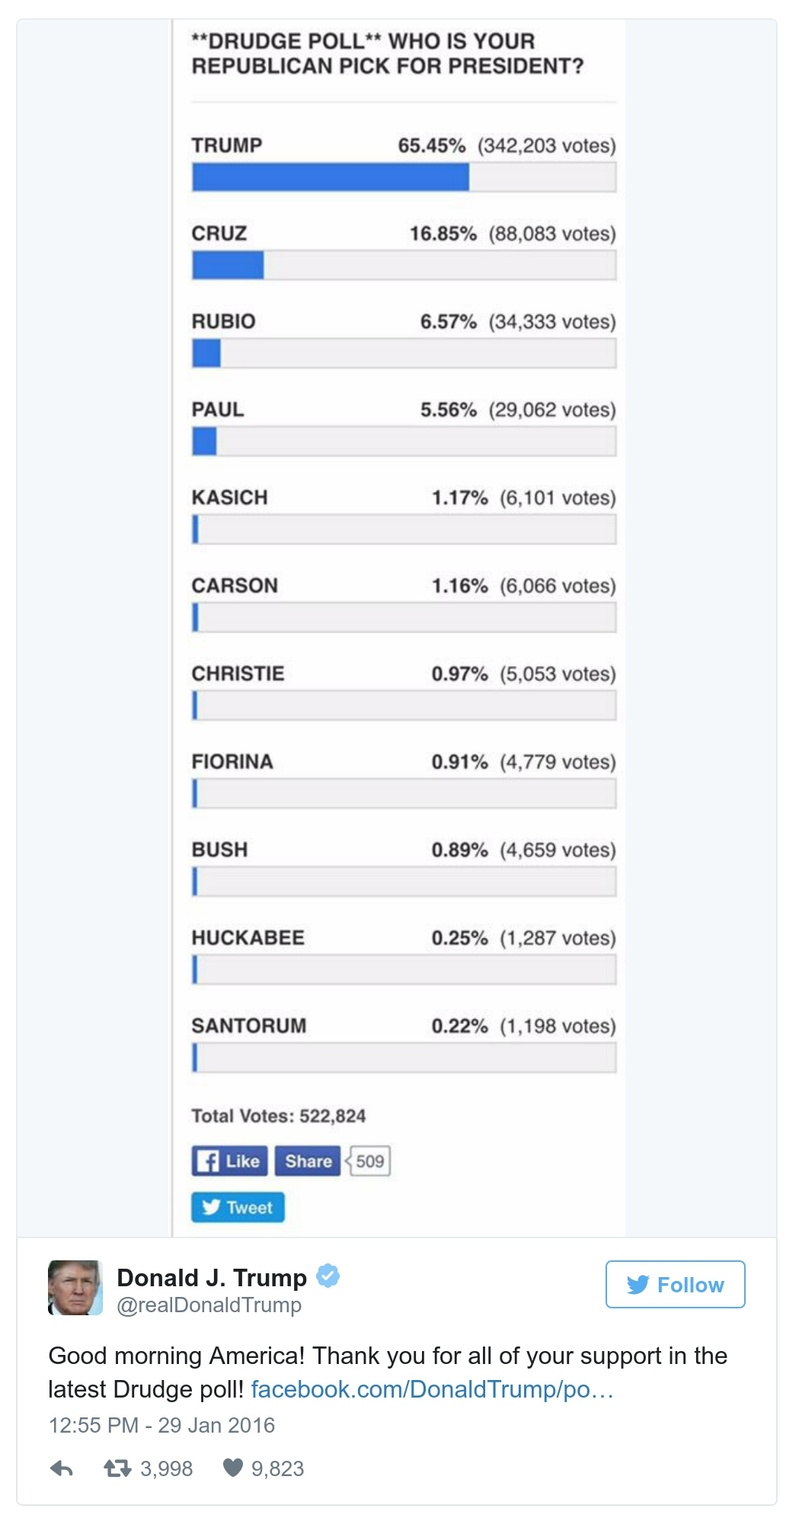 **DRUDGE POLL** WHO IS YOUR
REPUBLICAN PICK FOR PRESIDENT?
TRUMP 65.45% (342,203 votes)
CRUZ 16.85% (88,083 votes)
RUBIO 6.57% (34,333 votes)
PAUL 5.56% (29,062 votes)
KASICH 1.17% (6,101 votes)
CARSON 1.16% (6,066 votes)
CHRISTIE 0.97% (5,053 votes)
FIORINA 0.91% (4,779 votes)
BUSH 0.89% (4,659 votes)
HUCKABEE 0.25% (1,287 votes)
SANTORUM 0.22% (1,198 votes)
Total Votes: 522,824
Like Share 509
Tweet
Donald J. Trump
@realDonaldTrump
Follow
Good morning America! Thank you for all of your support in the
latest Drudge poll! facebook.com/DonaldTrump/po…
12:55 PM - 29 Jan 2016
3,998 9,823